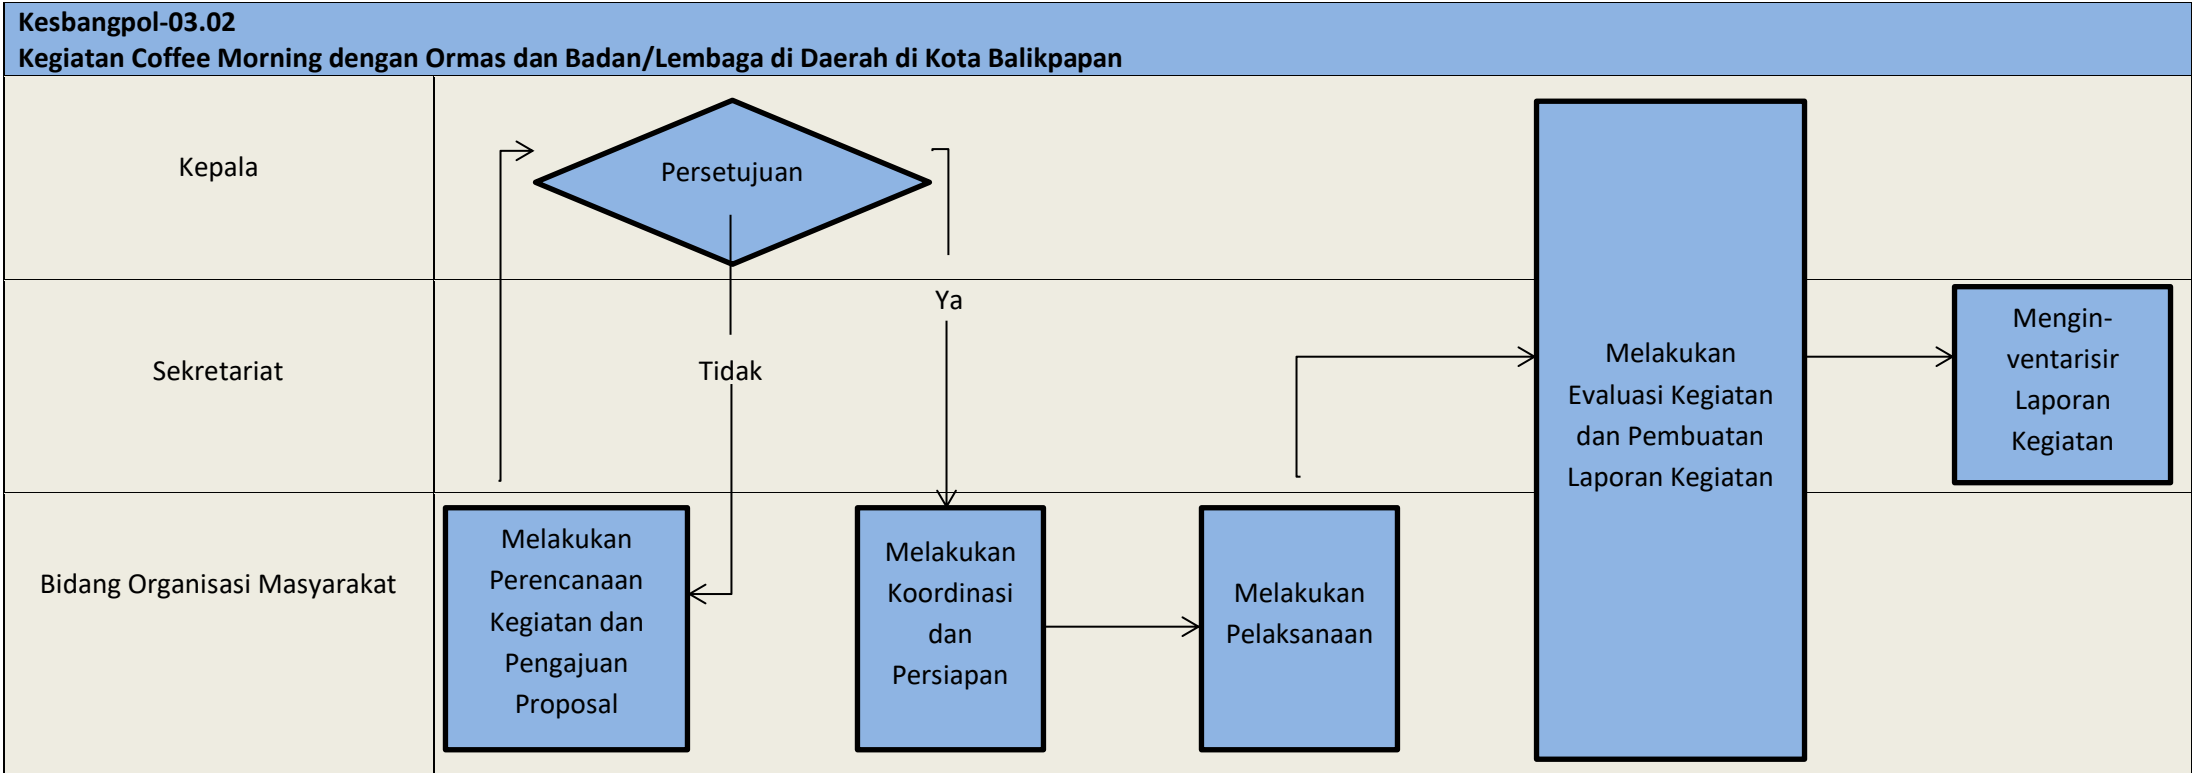 Kesbangpol-03.02
Kegiatan Coffee Morning dengan Ormas dan Badan/Lembaga di Daerah di Kota Balikpapan
Kepala
Persetujuan
Sekretariat
Ya
Tidak
Melakukan
Evaluasi Kegiatan
dan Pembuatan
Laporan Kegiatan
Mengin-
ventarisir
Laporan
Kegiatan
Bidang Organisasi Masyarakat
Melakukan
Perencanaan
Kegiatan dan
Pengajuan
Proposal
Melakukan
Koordinasi
dan
Persiapan
Melakukan
Pelaksanaan